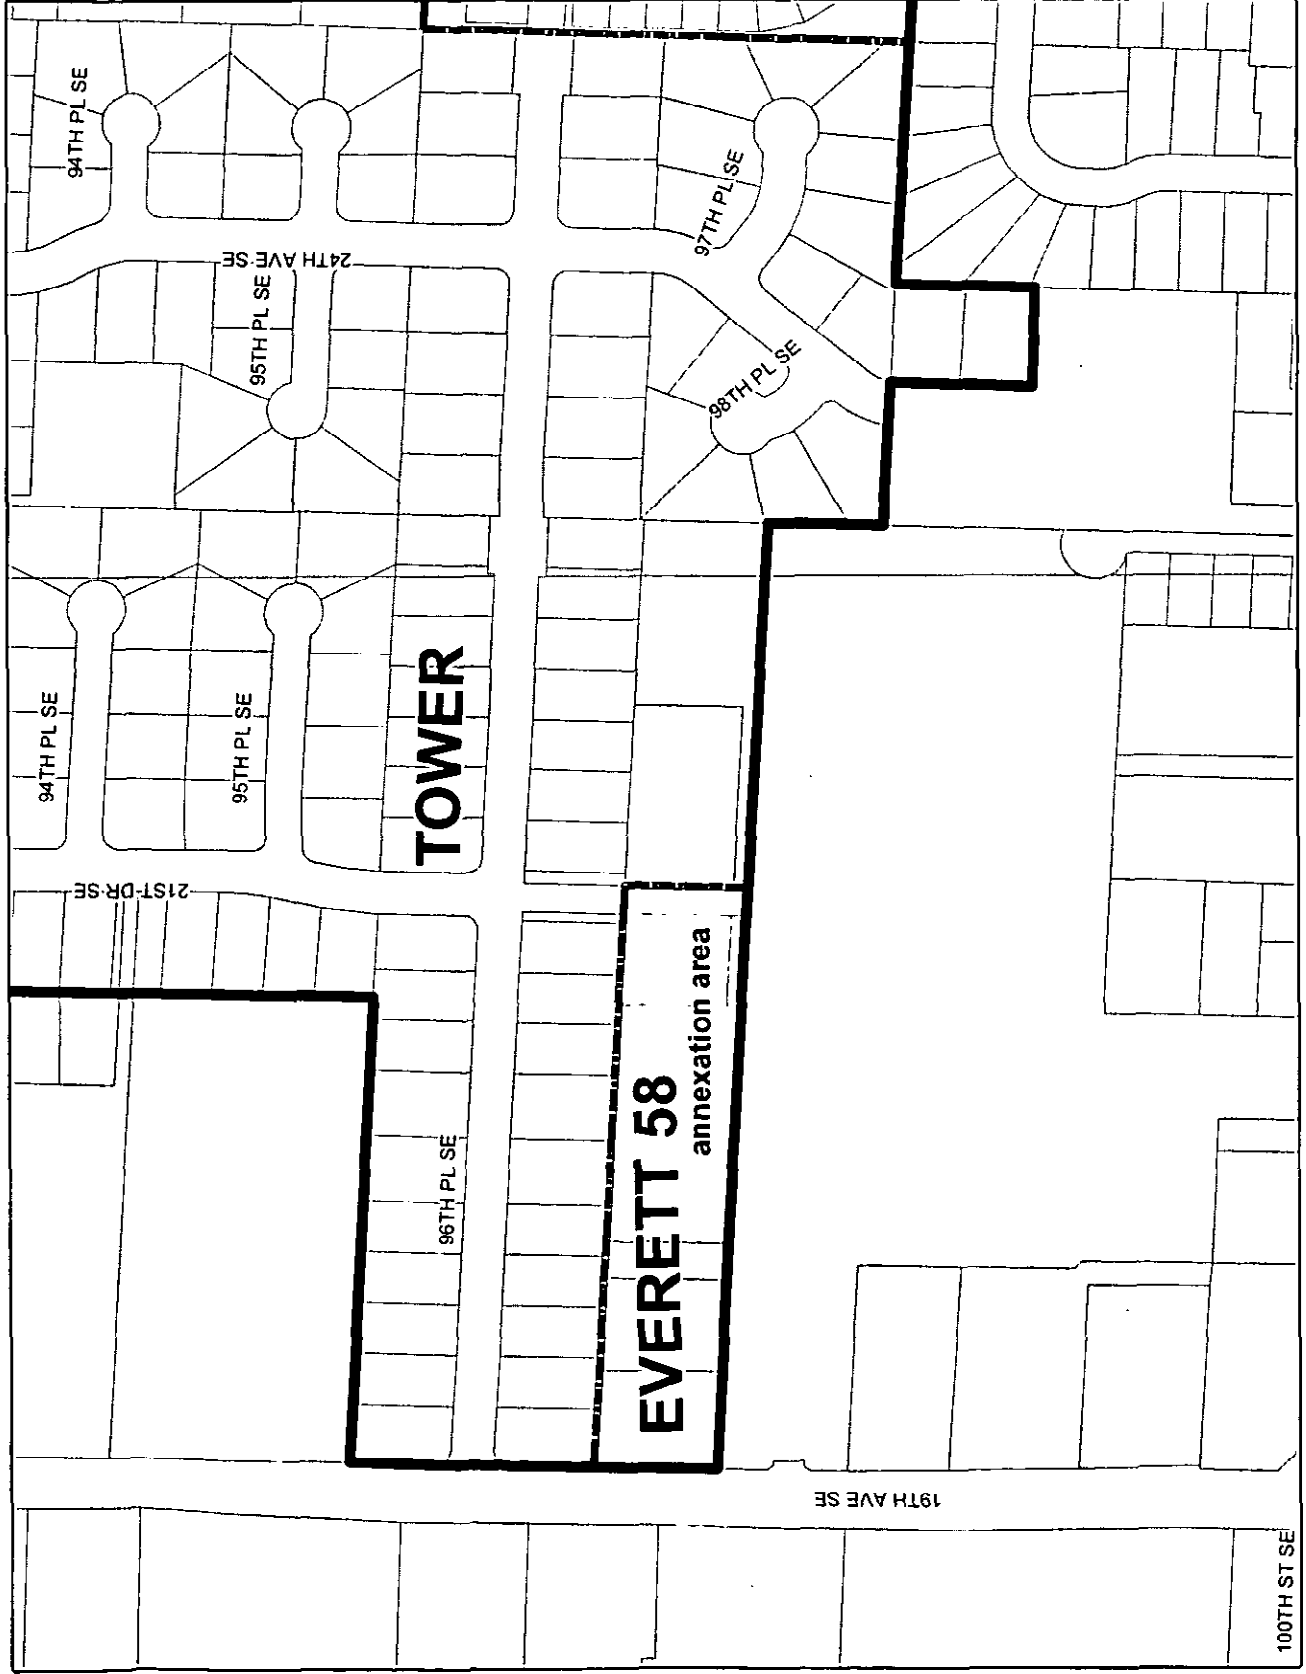 94TH PL SE
24TH AVE SE
95TH PL SE
97TH PL SE
98TH PL SE
94TH PL SE
95TH PL SE
21ST DR SE
TOWER
96TH PL SE
EVERETT 58
annexation area
19TH AVE SE
100TH ST SE